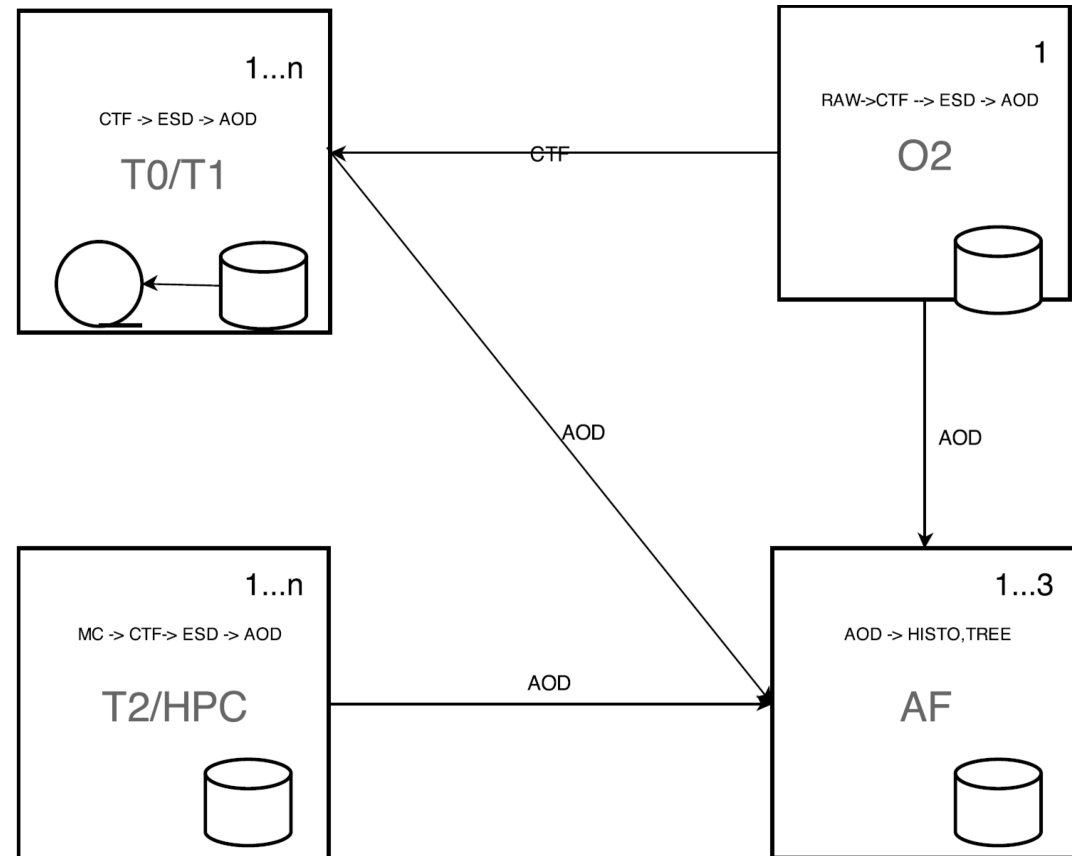 1...n
CTF -> ESD -> AOD
T0/T1
1
RAW->CTF --> ESD -> AOD
O2
CTF
AOD
AOD
1...n
MC -> CTF-> ESD -> AOD
T2/HPC
AOD
1...3
AOD -> HISTO,TREE
AF